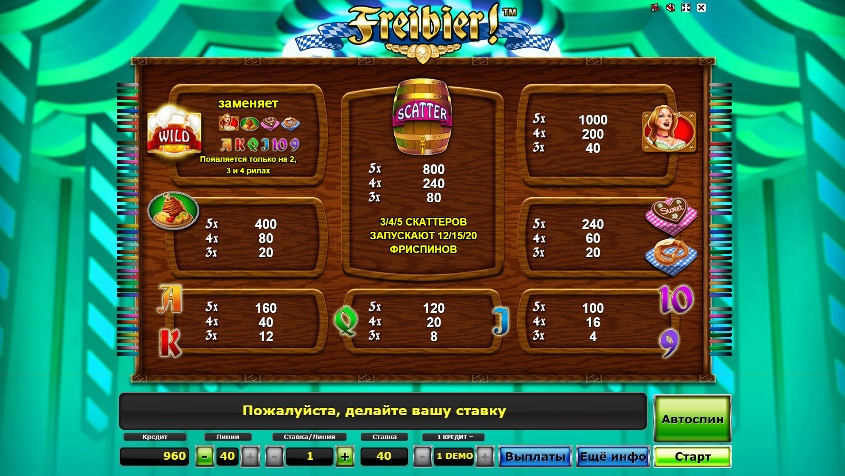 Freibier!™
заменяет
WILD
A K Q J 10 9
Появляется только на 2,
3 и 4 рилах
SCATTER
5x 800
4x 240
3x 80
3/4/5 СКАТТЕРОВ
ЗАПУСКАЮТ 12/15/20
ФРИСПИНОВ
5x 1000
4x 200
3x 40
5x 400
4x 80
3x 20
Sweet
5x 240
4x 60
3x 20
A
K
5x 160
4x 40
3x 12
Q
5x 120
4x 20
3x 8
J
5x 100
4x 16
3x 4
10
9
Пожалуйста, делайте вашу ставку
Автоспин
Кредит Линии Ставка/Линия Ставка 1 КРЕДИТ =
960 - 40 + - 1 + 40 - 1 DEMO + Выплаты Ещё инфо Старт